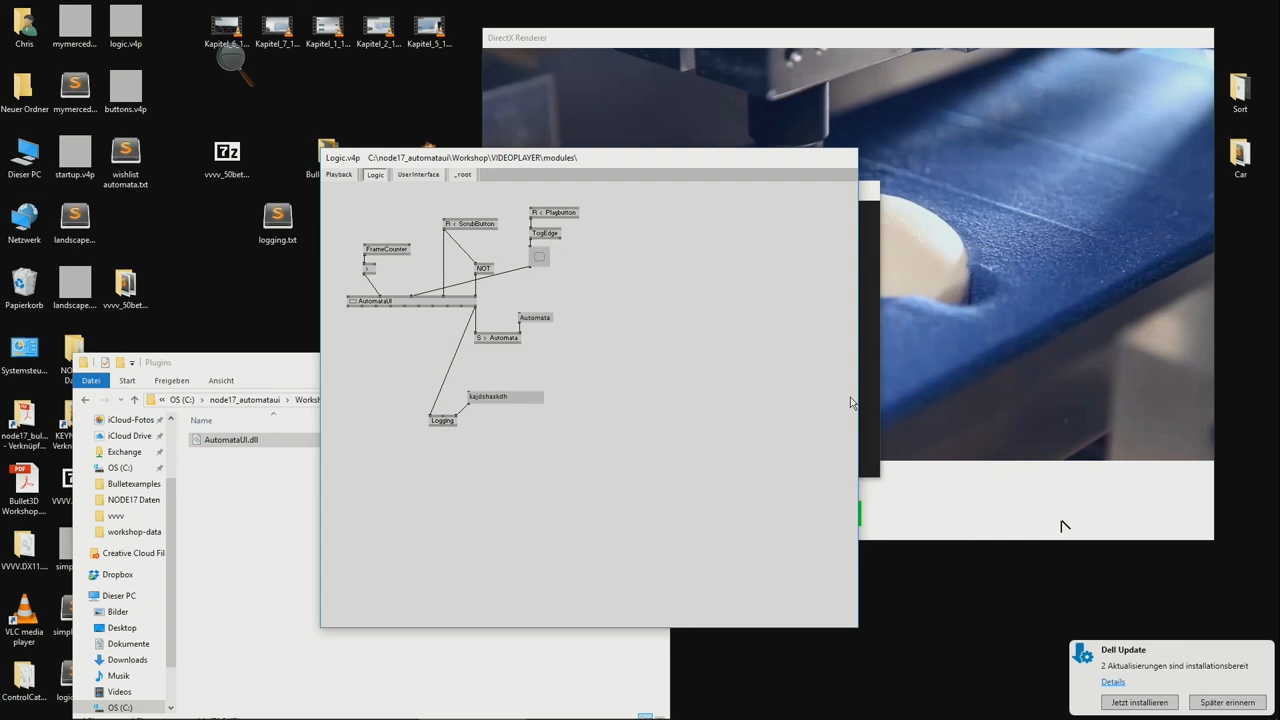 Chris
mymerced...
logic.v4p
Kapitel_6_1...
Kapitel_7_1...
Kapitel_1_1...
Kapitel_2_1...
Kapitel_5_1...
DirectX Renderer
Neuer Ordner
mymerced...
buttons.v4p
Sort
Dieser PC
startup.v4p
wishlist
automata.txt
vvvv_50bet...
Car
Netzwerk
landscape...
logging.txt
Papierkorb
landscape...
vvvv_50bet...
Logic.v4p C:\node17_automataui\Workshop\VIDEOPLAYER\modules\
Playback
Logic
UserInterface
_root
R < ScrubButton
R < Playbutton
TogEdge
FrameCounter
>
NOT
AutomataUI
Automata
S > Automata
kajdshaskdh
Logging
Plugins
Datei
Start
Freigeben
Ansicht
« OS (C:) › node17_automataui ›
Name
AutomataUI.dll
iCloud-Fotos
iCloud Drive
Exchange
OS (C:)
Bulletexamples
NODE17 Daten
vvvv
workshop-data
Creative Cloud Fil
Dropbox
Dieser PC
Bilder
Desktop
Dokumente
Downloads
Musik
Videos
OS (C:)
Systemsteu...
node17_bul...
- Verknüpf...
Bullet3D
Workshop....
VVVV.DX11...
VLC media
player
ControlCat...
Dell Update
2 Aktualisierungen sind installationsbereit
Details
Jetzt installieren
Später erinnern